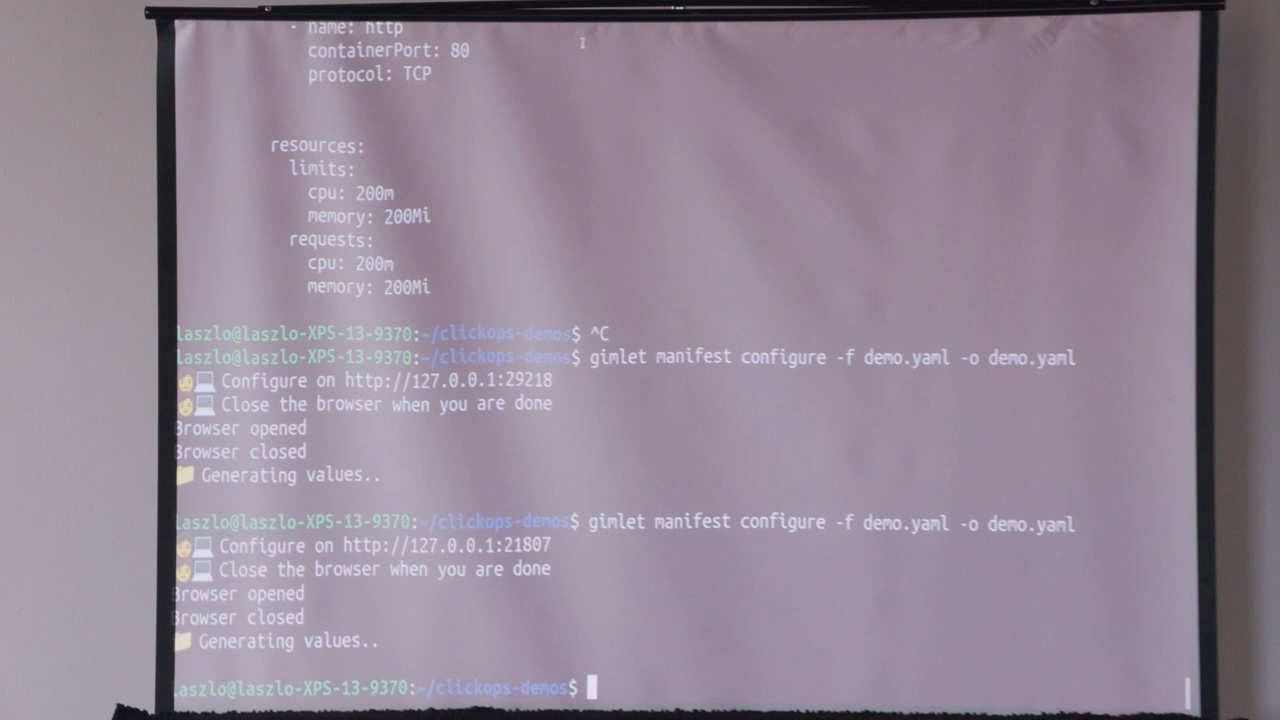 - name: http
containerPort: 80
protocol: TCP
resources:
limits:
cpu: 200m
memory: 200Mi
requests:
cpu: 200m
memory: 200Mi
laszlo@laszlo-XPS-13-9370:~/clickops-demos$ ^C
laszlo@laszlo-XPS-13-9370:~/clickops-demos$ gimlet manifest configure -f demo.yaml -o demo.yaml
👩💻 Configure on http://127.0.0.1:29218
👩💻 Close the browser when you are done
Browser opened
Browser closed
📁 Generating values..
laszlo@laszlo-XPS-13-9370:~/clickops-demos$ gimlet manifest configure -f demo.yaml -o demo.yaml
👩💻 Configure on http://127.0.0.1:21807
👩💻 Close the browser when you are done
Browser opened
Browser closed
📁 Generating values..
laszlo@laszlo-XPS-13-9370:~/clickops-demos$